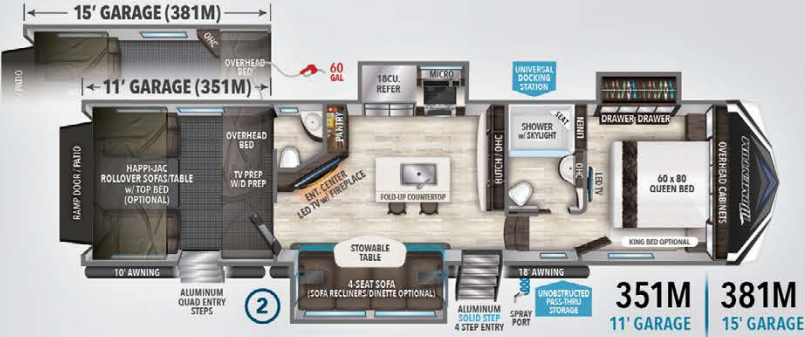 15' GARAGE (381M)
OHC
OVERHEAD
BED
60
GAL
11' GARAGE (351M)
/ PATIO
RAMP DOOR / PATIO
HAPPI-JAC
ROLLOVER SOFAS/TABLE
w/ TOP BED
(OPTIONAL)
OVERHEAD
BED
TV PREP
W/D PREP
PANTRY
ENT. CENTER
LED TV w/ FIREPLACE
18CU.
REFER
MICRO
FOLD-UP COUNTERTOP
HUTCH / OHC
UNIVERSAL
DOCKING
STATION
SEAT
SHOWER
w/ SKYLIGHT
LINEN
OHC
LED TV
DRAWER
DRAWER
60 x 80
QUEEN BED
KING BED OPTIONAL
OVERHEAD CABINETS
MOMENTUM
STOWABLE
TABLE
4-SEAT SOFA
(SOFA RECLINERS/DINETTE OPTIONAL)
10' AWNING
ALUMINUM
QUAD ENTRY
STEPS
2
ALUMINUM
SOLID STEP
4 STEP ENTRY
18' AWNING
SPRAY
PORT
UNOBSTRUCTED
PASS-THRU
STORAGE
351M
11' GARAGE
381M
15' GARAGE